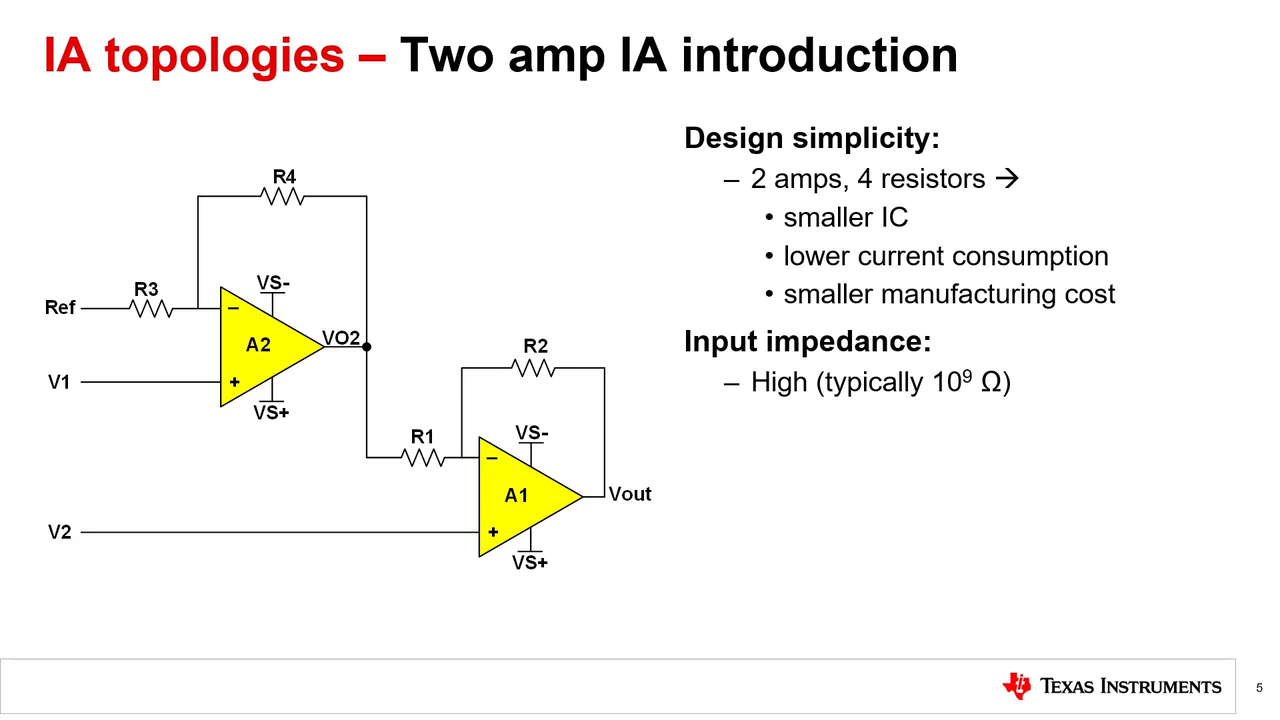 IA topologies – Two amp IA introduction
Design simplicity:
– 2 amps, 4 resistors →
• smaller IC
• lower current consumption
• smaller manufacturing cost
Input impedance:
– High (typically 10⁹ Ω)
R4
Ref
R3
VS-
–
A2
VO2
V1
+
VS+
R2
R1
VS-
–
A1
Vout
V2
+
VS+
TEXAS INSTRUMENTS
5